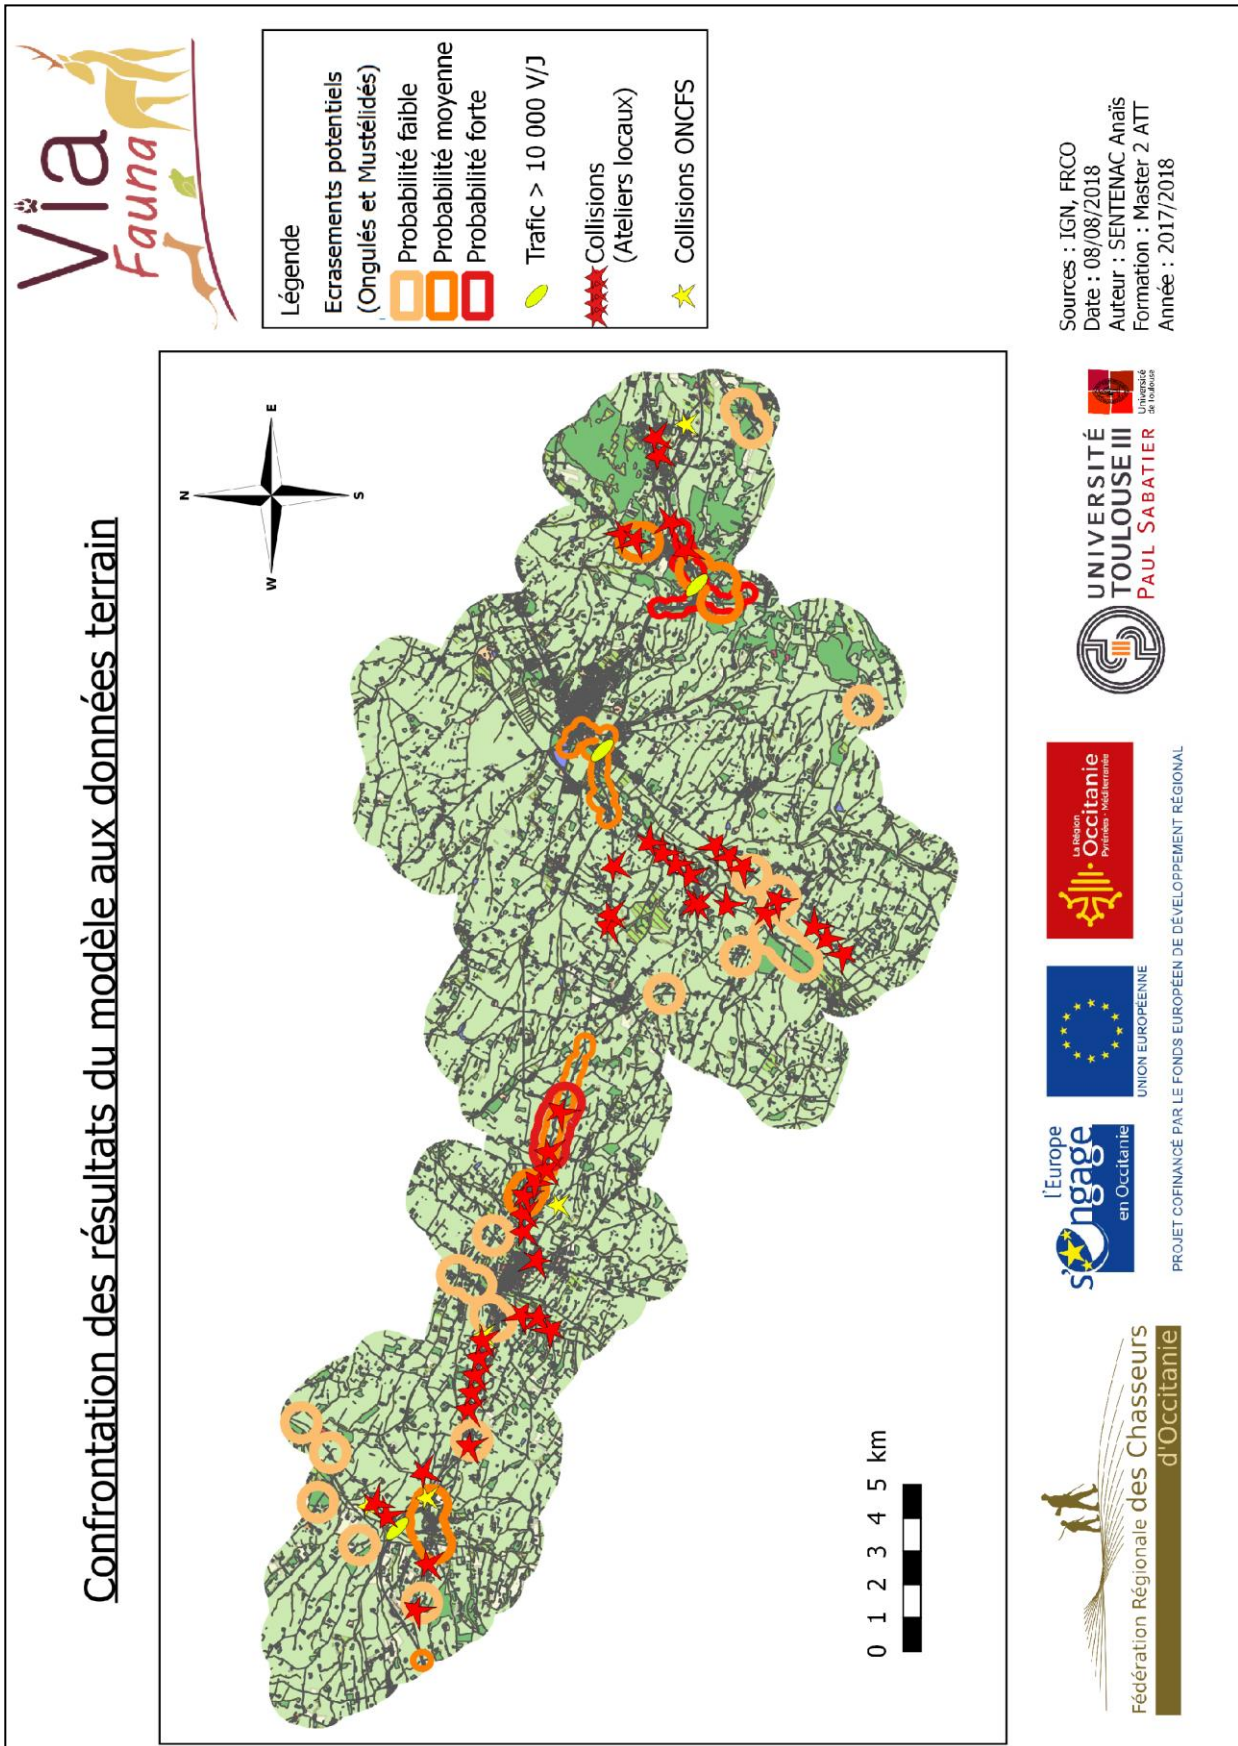 Confrontation des résultats du modèle aux données terrain
Via
Fauna
Légende
Ecrasements potentiels
(Ongulés et Mustélidés)
Probabilité faible
Probabilité moyenne
Probabilité forte
Trafic > 10 000 V/J
Collisions
(Ateliers locaux)
Collisions ONCFS
N
W
E
S
0 1 2 3 4 5 km
Fédération Régionale des Chasseurs
d'Occitanie
l'Europe
s'engage
en Occitanie
UNION EUROPÉENNE
La Région
Occitanie
Pyrénées - Méditerranée
PROJET COFINANCÉ PAR LE FONDS EUROPÉEN DE DÉVELOPPEMENT RÉGIONAL
UNIVERSITÉ
TOULOUSE III
PAUL SABATIER
Université
de Toulouse
Sources : IGN, FRCO
Date : 08/08/2018
Auteur : SENTENAC Anaïs
Formation : Master 2 ATT
Année : 2017/2018